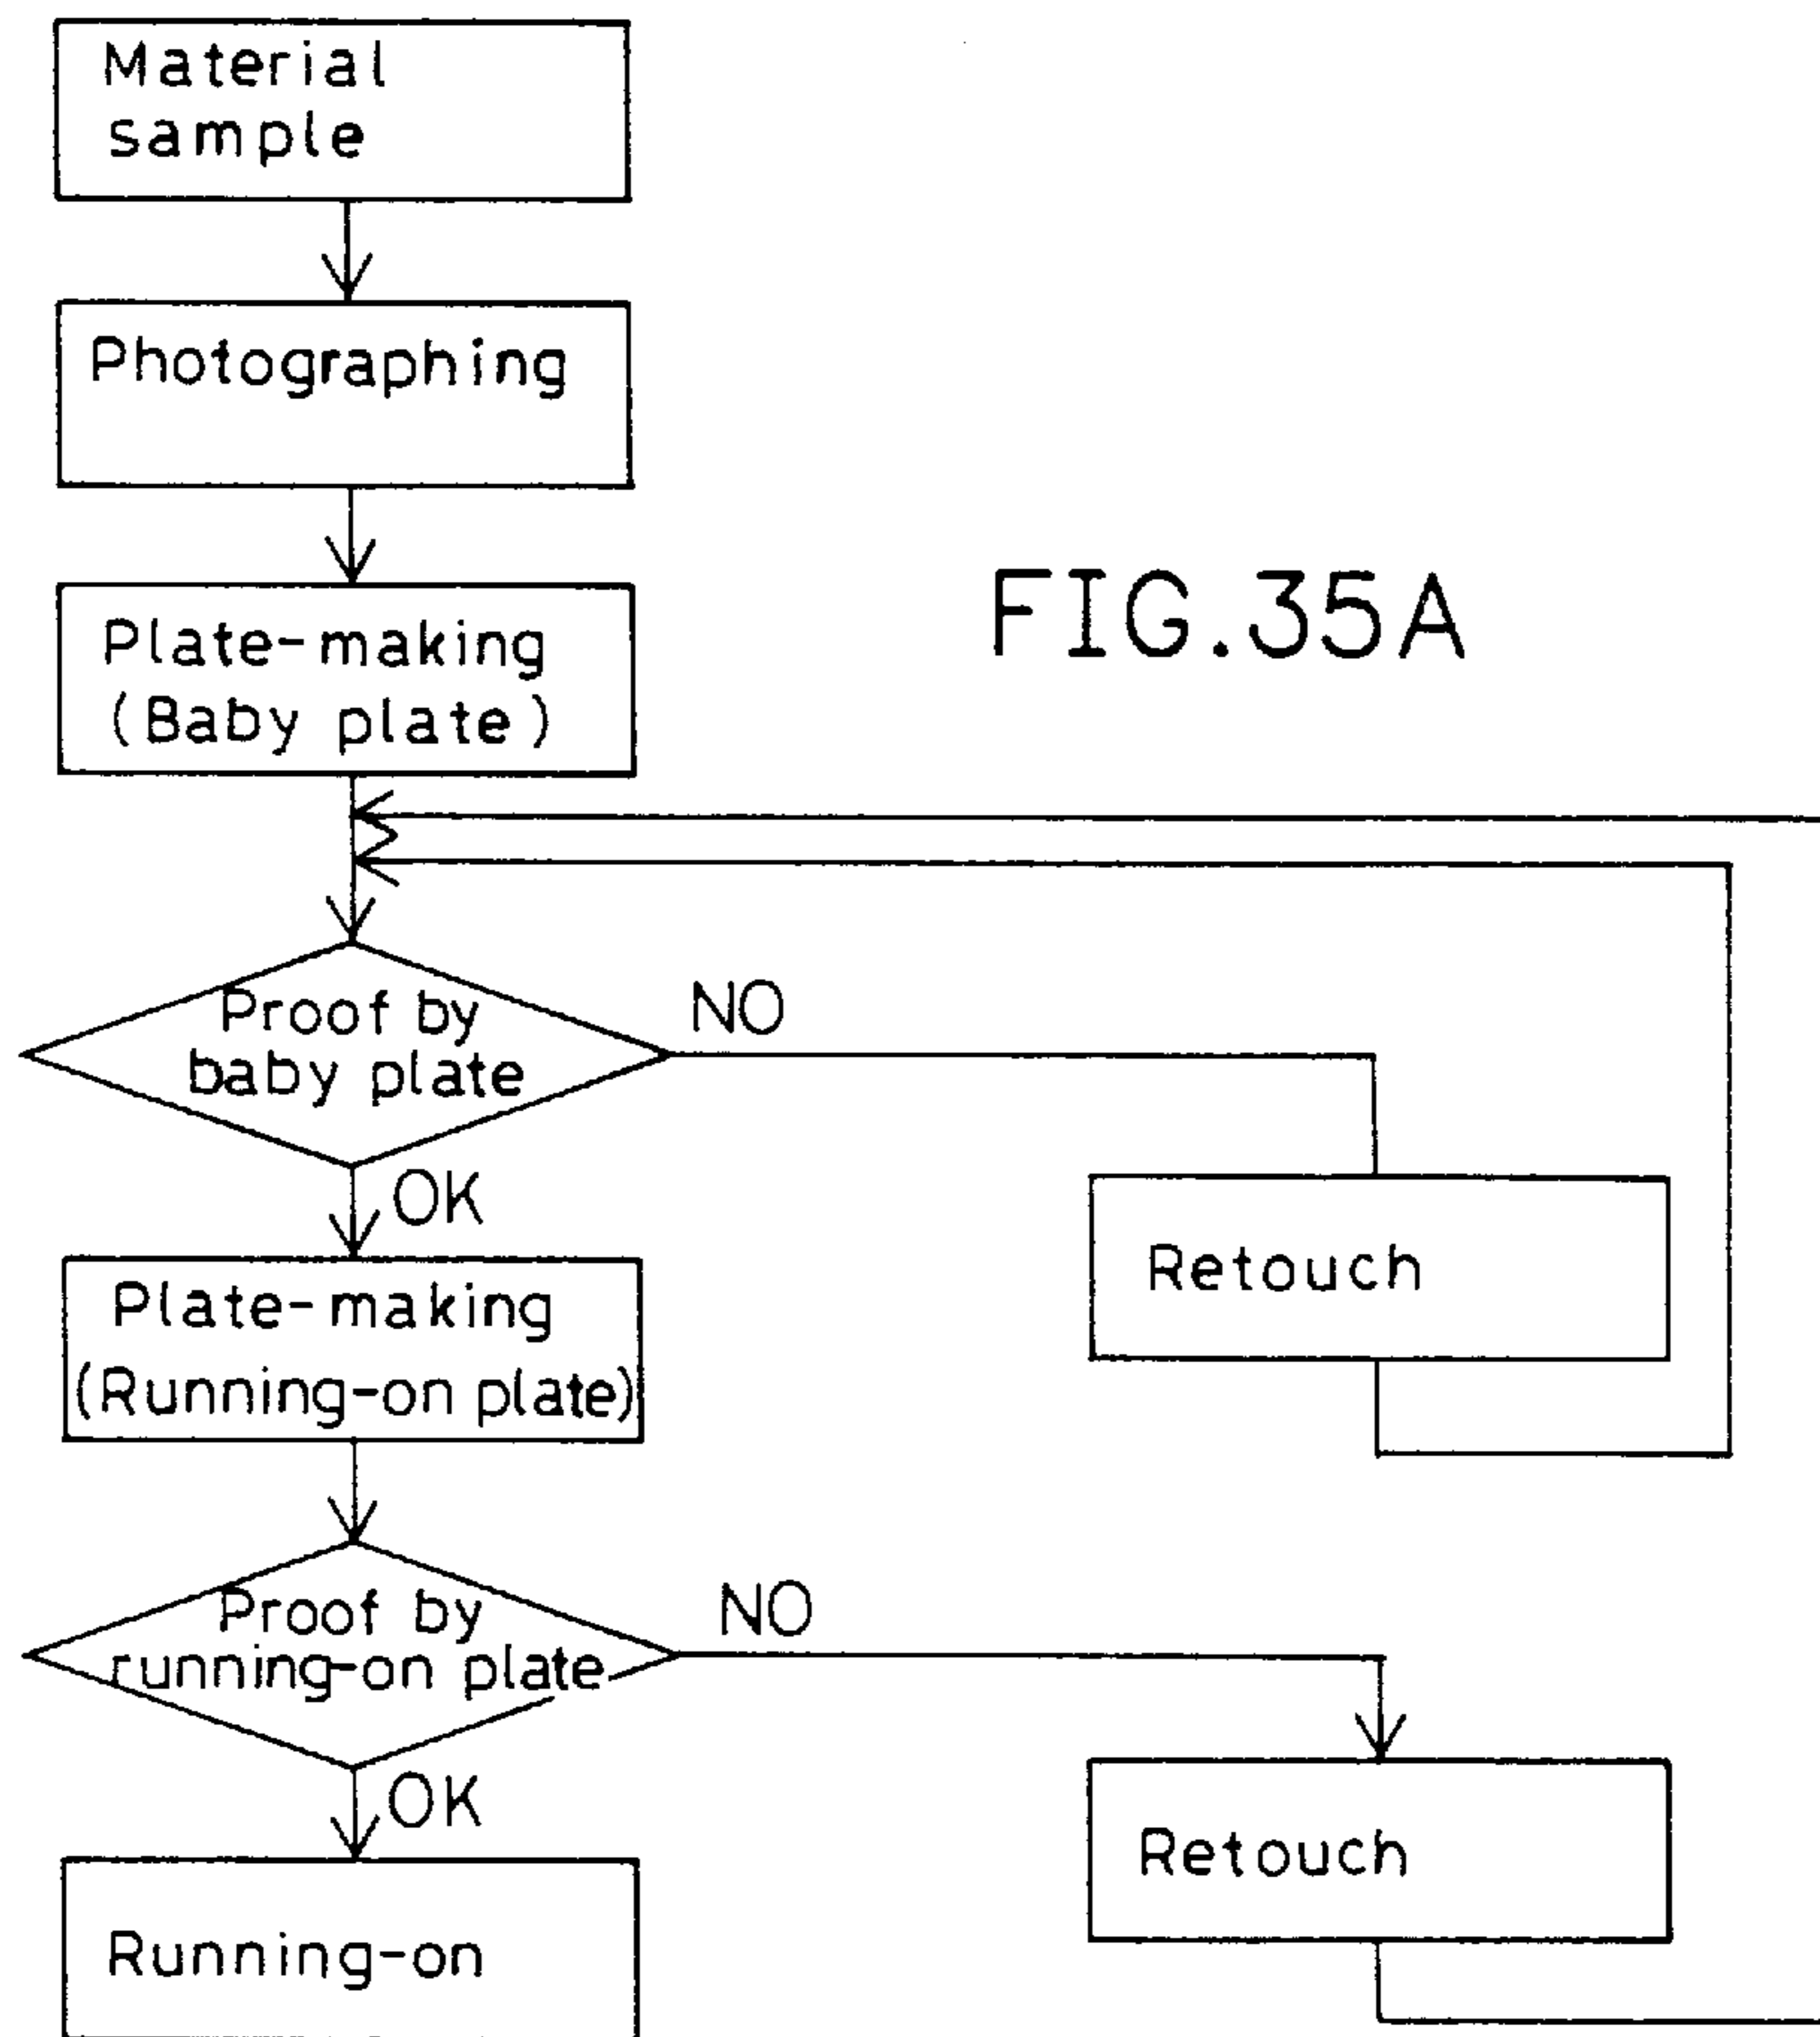 Material
sample
Photographing
Plate-making
(Baby plate)
FIG.35A
Proof by
baby plate
NO
OK
Retouch
Plate-making
(Running-on plate)
Proof by
running-on plate
NO
OK
Retouch
Running-on